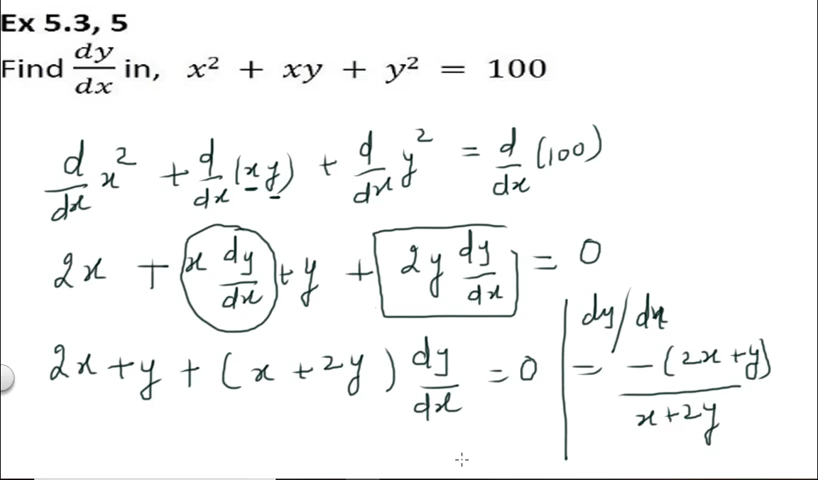 Ex 5.3, 5
Find dy/dx in, x² + xy + y² = 100
d/dx x² + d/dx (xy) + d/dx y² = d/dx (100)
2x + x dy/dx + y + 2y dy/dx = 0
2x + y + (x + 2y) dy/dx = 0
dy/dx
= -(2x + y)/x + 2y